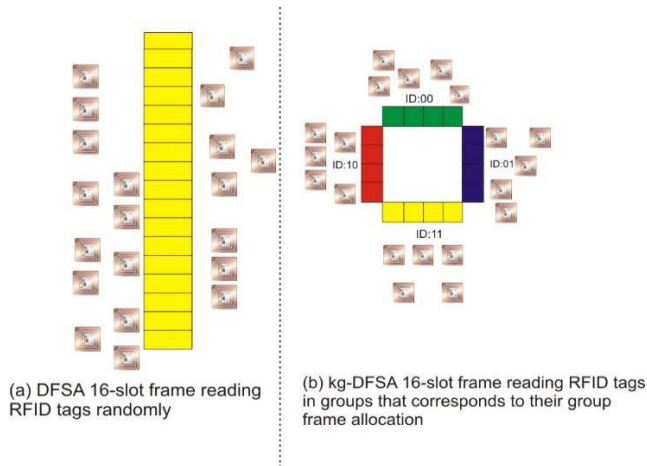 ID:00
ID:10
ID:01
ID:11
(a) DFSA 16-slot frame reading
RFID tags randomly
(b) kg-DFSA 16-slot frame reading RFID tags
in groups that corresponds to their group
frame allocation